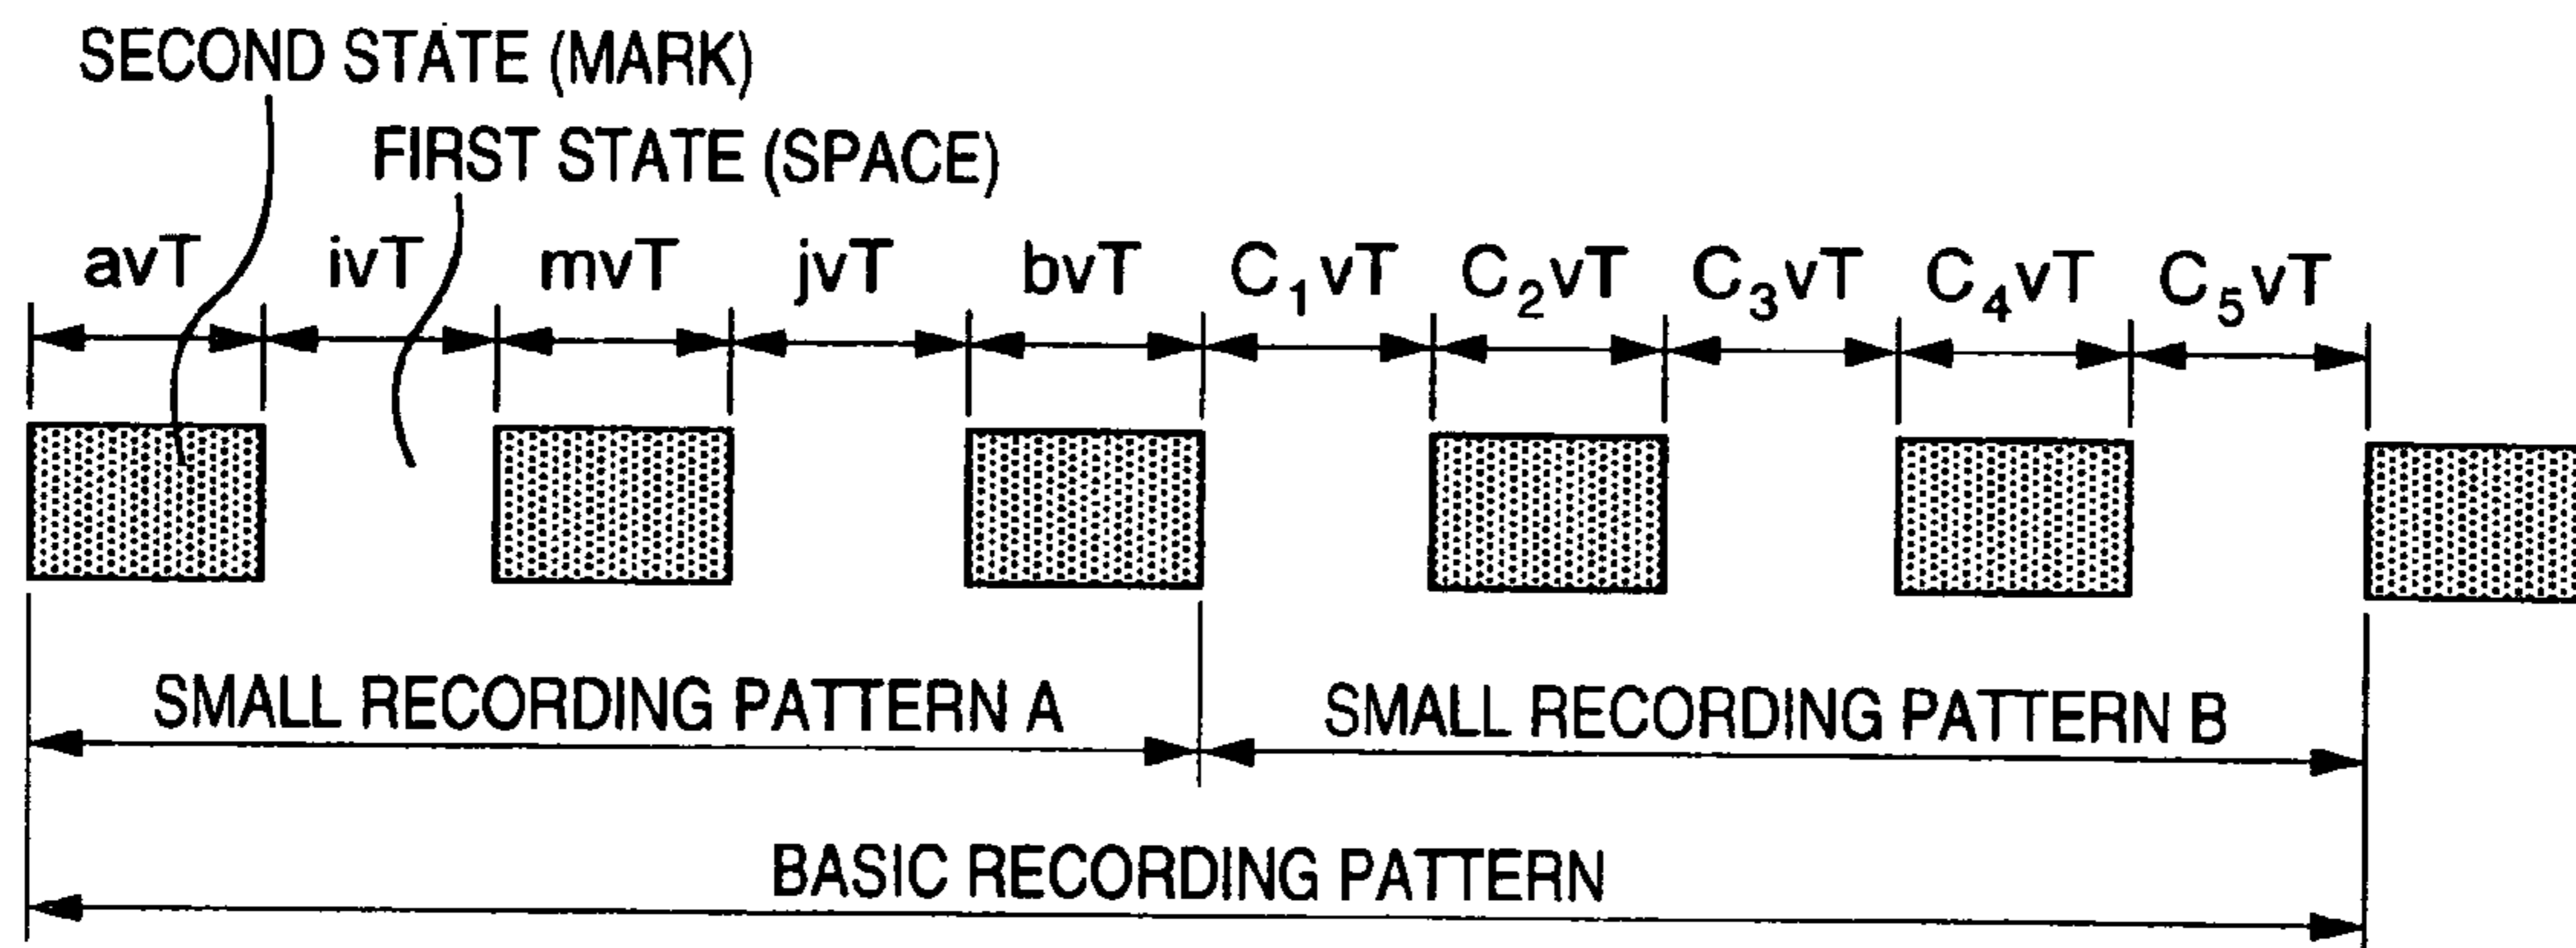 SECOND STATE (MARK)
FIRST STATE (SPACE)
avT ivT mvT jvT bvT C₁vT C₂vT C₃vT C₄vT C₅vT
SMALL RECORDING PATTERN A SMALL RECORDING PATTERN B
BASIC RECORDING PATTERN